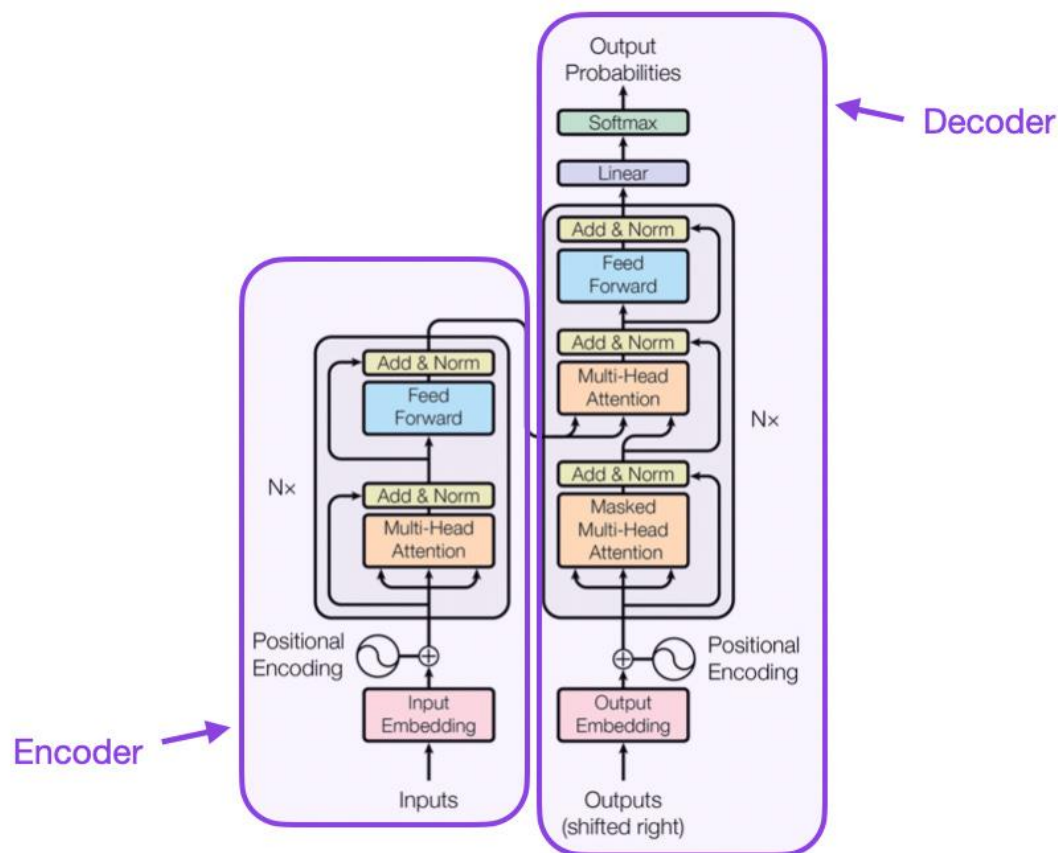 Output
Probabilities
Softmax
Linear
Add & Norm
Feed
Forward
Add & Norm
Multi-Head
Attention
Add & Norm
Masked
Multi-Head
Attention
Nx
Positional
Encoding
Output
Embedding
Outputs
(shifted right)
Decoder
Add & Norm
Feed
Forward
Add & Norm
Multi-Head
Attention
Nx
Positional
Encoding
Input
Embedding
Inputs
Encoder